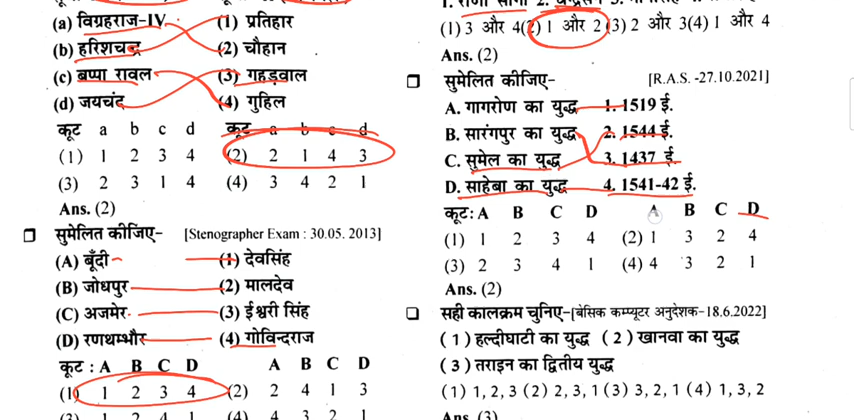 (a) विग्रहराज-IV (1) प्रतिहार
(b) हरिशचन्द्र (2) चौहान
(c) बप्पा रावल (3) गहड़वाल
(d) जयचंद (4) गुहिल
कूट a b c d कूट a b c d
(1) 1 2 3 4 (2) 2 1 4 3
(3) 2 3 1 4 (4) 3 4 2 1
Ans. (2)
सुमेलित कीजिए- [Stenographer Exam : 30.05. 2013]
(A) बूँदी (1) देवसिंह
(B) जोधपुर (2) मालदेव
(C) अजमेर (3) ईश्वरी सिंह
(D) रणथम्भौर (4) गोविन्दराज
कूट : A B C D A B C D
(1) 1 2 3 4 (2) 2 4 1 3
(1) 3 और 4(2) 1 और 2 (3) 2 और 3(4) 1 और 4
Ans. (2)
सुमेलित कीजिए- [R.A.S. -27.10.2021]
A. गागरोण का युद्ध 1. 1519 ई.
B. सारंगपुर का युद्ध 2. 1544 ई.
C. सुमेल का युद्ध 3. 1437 ई.
D. साहेबा का युद्ध 4. 1541-42 ई.
कूट: A B C D A B C D
(1) 1 2 3 4 (2) 1 3 2 4
(3) 2 3 4 1 (4) 4 3 2 1
Ans. (2)
सही कालक्रम चुनिए-[बेसिक कम्प्यूटर अनुदेशक-18.6.2022]
(1) हल्दीघाटी का युद्ध (2) खानवा का युद्ध
(3) तराइन का द्वितीय युद्ध
(1) 1, 2, 3 (2) 2, 3, 1 (3) 3, 2, 1 (4) 1, 3, 2
Ans. (3)